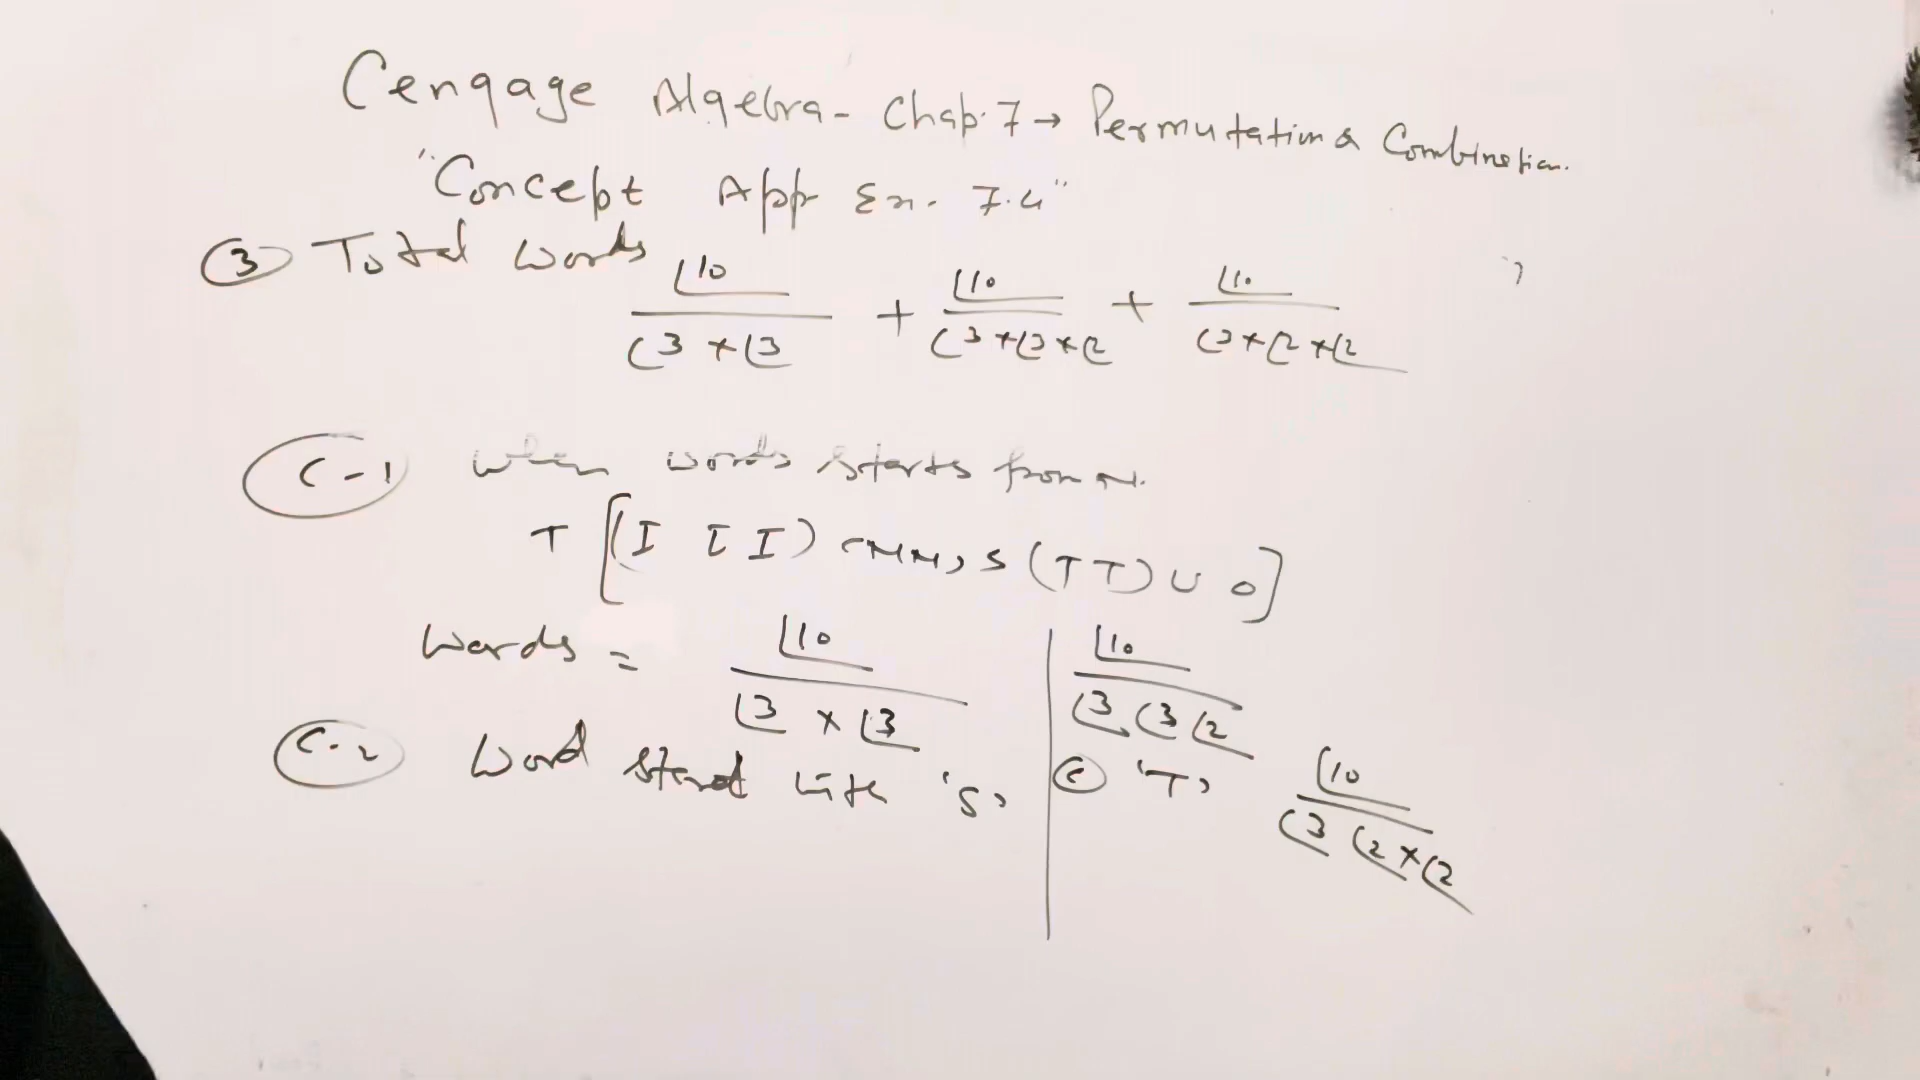 Cengage Algebra - Chap. 7 → Permutation & Combination.
"Concept App Ex. 7.4"
③ Total words
⌊10 / ⌊3 × ⌊3 + ⌊10 / ⌊3 × ⌊3 × ⌊2 + ⌊10 / ⌊3 × ⌊2 × ⌊2
C-1 When words starts from N.
T [(I I I) NN, S (TT) U O]
Words = ⌊10 / ⌊3 × ⌊3
⌊10 / ⌊3 ⌊3 ⌊2
C-2 Word start with 'S'
C 'T' ⌊10 / ⌊3 ⌊2 × ⌊2